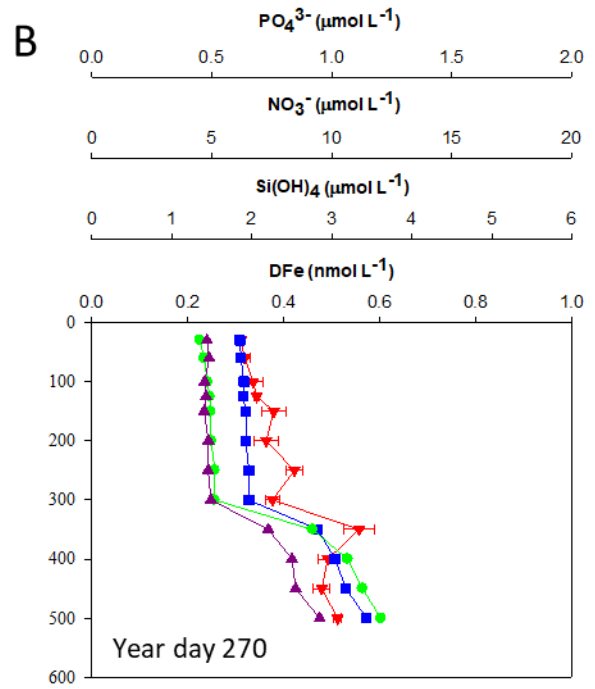 B
PO₄³⁻ (μmol L⁻¹)
0.0 0.5 1.0 1.5 2.0
NO₃⁻ (μmol L⁻¹)
0 5 10 15 20
Si(OH)₄ (μmol L⁻¹)
0 1 2 3 4 5 6
DFe (nmol L⁻¹)
0.0 0.2 0.4 0.6 0.8 1.0
0
100
200
300
400
500
600
Year day 270